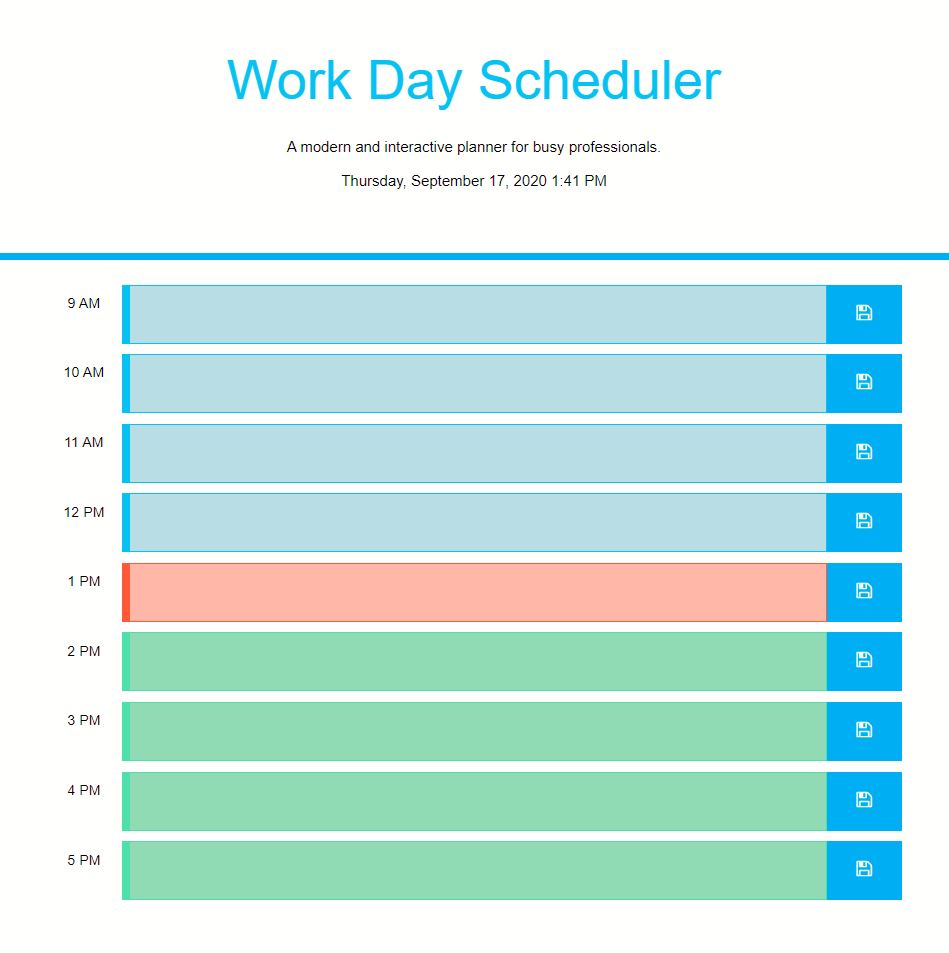 Work Day Scheduler
A modern and interactive planner for busy professionals.
Thursday, September 17, 2020 1:41 PM
9 AM
10 AM
11 AM
12 PM
1 PM
2 PM
3 PM
4 PM
5 PM